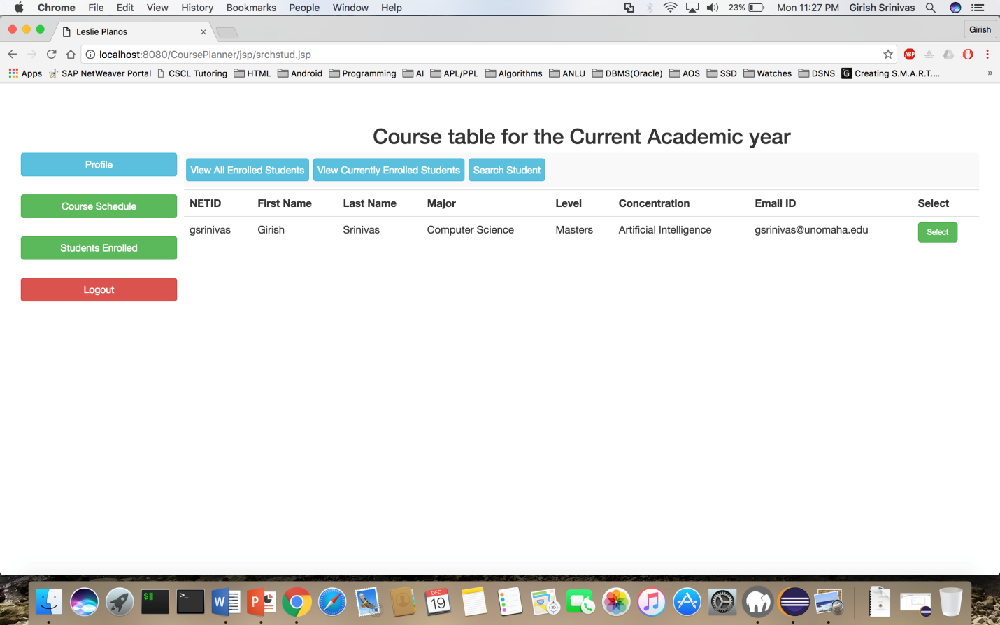 Chrome File Edit View History Bookmarks People Window Help 23% Mon 11:27 PM Girish Srinivas
Leslie Planos Girish
localhost:8080/CoursePlanner/jsp/srchstud.jsp ABP
Apps SAP NetWeaver Portal CSCL Tutoring HTML Android Programming AI APL/PPL Algorithms ANLU DBMS(Oracle) AOS SSD Watches DSNS G Creating S.M.A.R.T.... »
Course table for the Current Academic year
Profile
Course Schedule
Students Enrolled
Logout
View All Enrolled Students View Currently Enrolled Students Search Student
NETID First Name Last Name Major Level Concentration Email ID Select
gsrinivas Girish Srinivas Computer Science Masters Artificial Intelligence gsrinivas@unomaha.edu Select
$
>_
W
P
DEC
19
3D